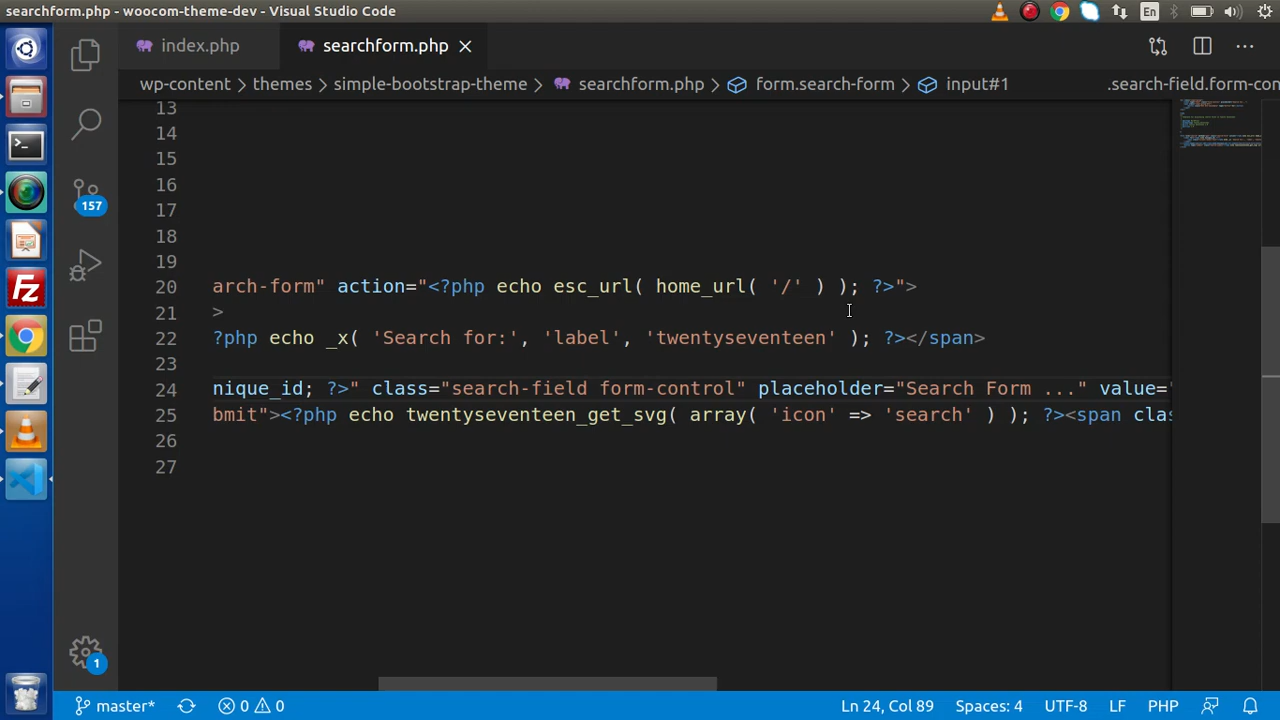 searchform.php - woocom-theme-dev - Visual Studio Code
En
index.php
searchform.php
wp-content
themes
simple-bootstrap-theme
searchform.php
form.search-form
input#1
.search-field.form-con
13
14
15
16
17
18
19
20 arch-form" action="<?php echo esc_url( home_url( '/' ) ); ?>">
21 >
22 ?php echo _x( 'Search for:', 'label', 'twentyseventeen' ); ?></span>
23
24 nique_id; ?>" class="search-field form-control" placeholder="Search Form ..." value="
25 bmit"><?php echo twentyseventeen_get_svg( array( 'icon' => 'search' ) ); ?><span clas
26
27
157
Fz
1
master*
0
0
Ln 24, Col 89
Spaces: 4
UTF-8
LF
PHP